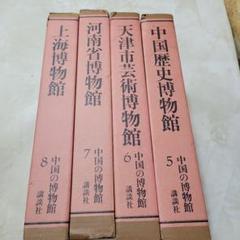 上海博物館
8 中国の博物館
講談社
河南省博物館
7 中国の博物館
講談社
天津市芸術博物館
6 中国の博物館
講談社
中国歴史博物館
5 中国の博物館
講談社